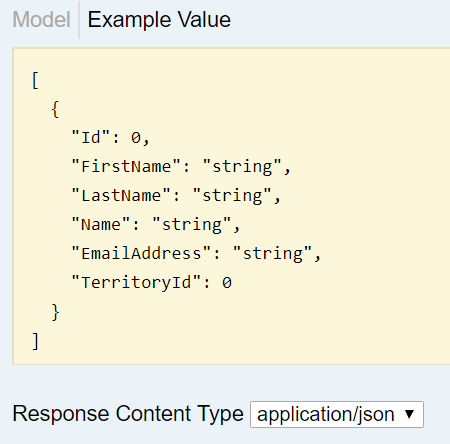 Model Example Value
[
{
"Id": 0,
"FirstName": "string",
"LastName": "string",
"Name": "string",
"EmailAddress": "string",
"TerritoryId": 0
}
]
Response Content Type application/json ▼